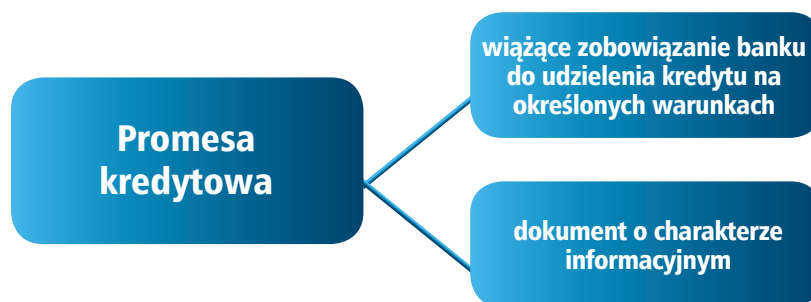 Promesa
kredytowa
wiążące zobowiązanie banku
do udzielenia kredytu na
określonych warunkach
dokument o charakterze
informacyjnym